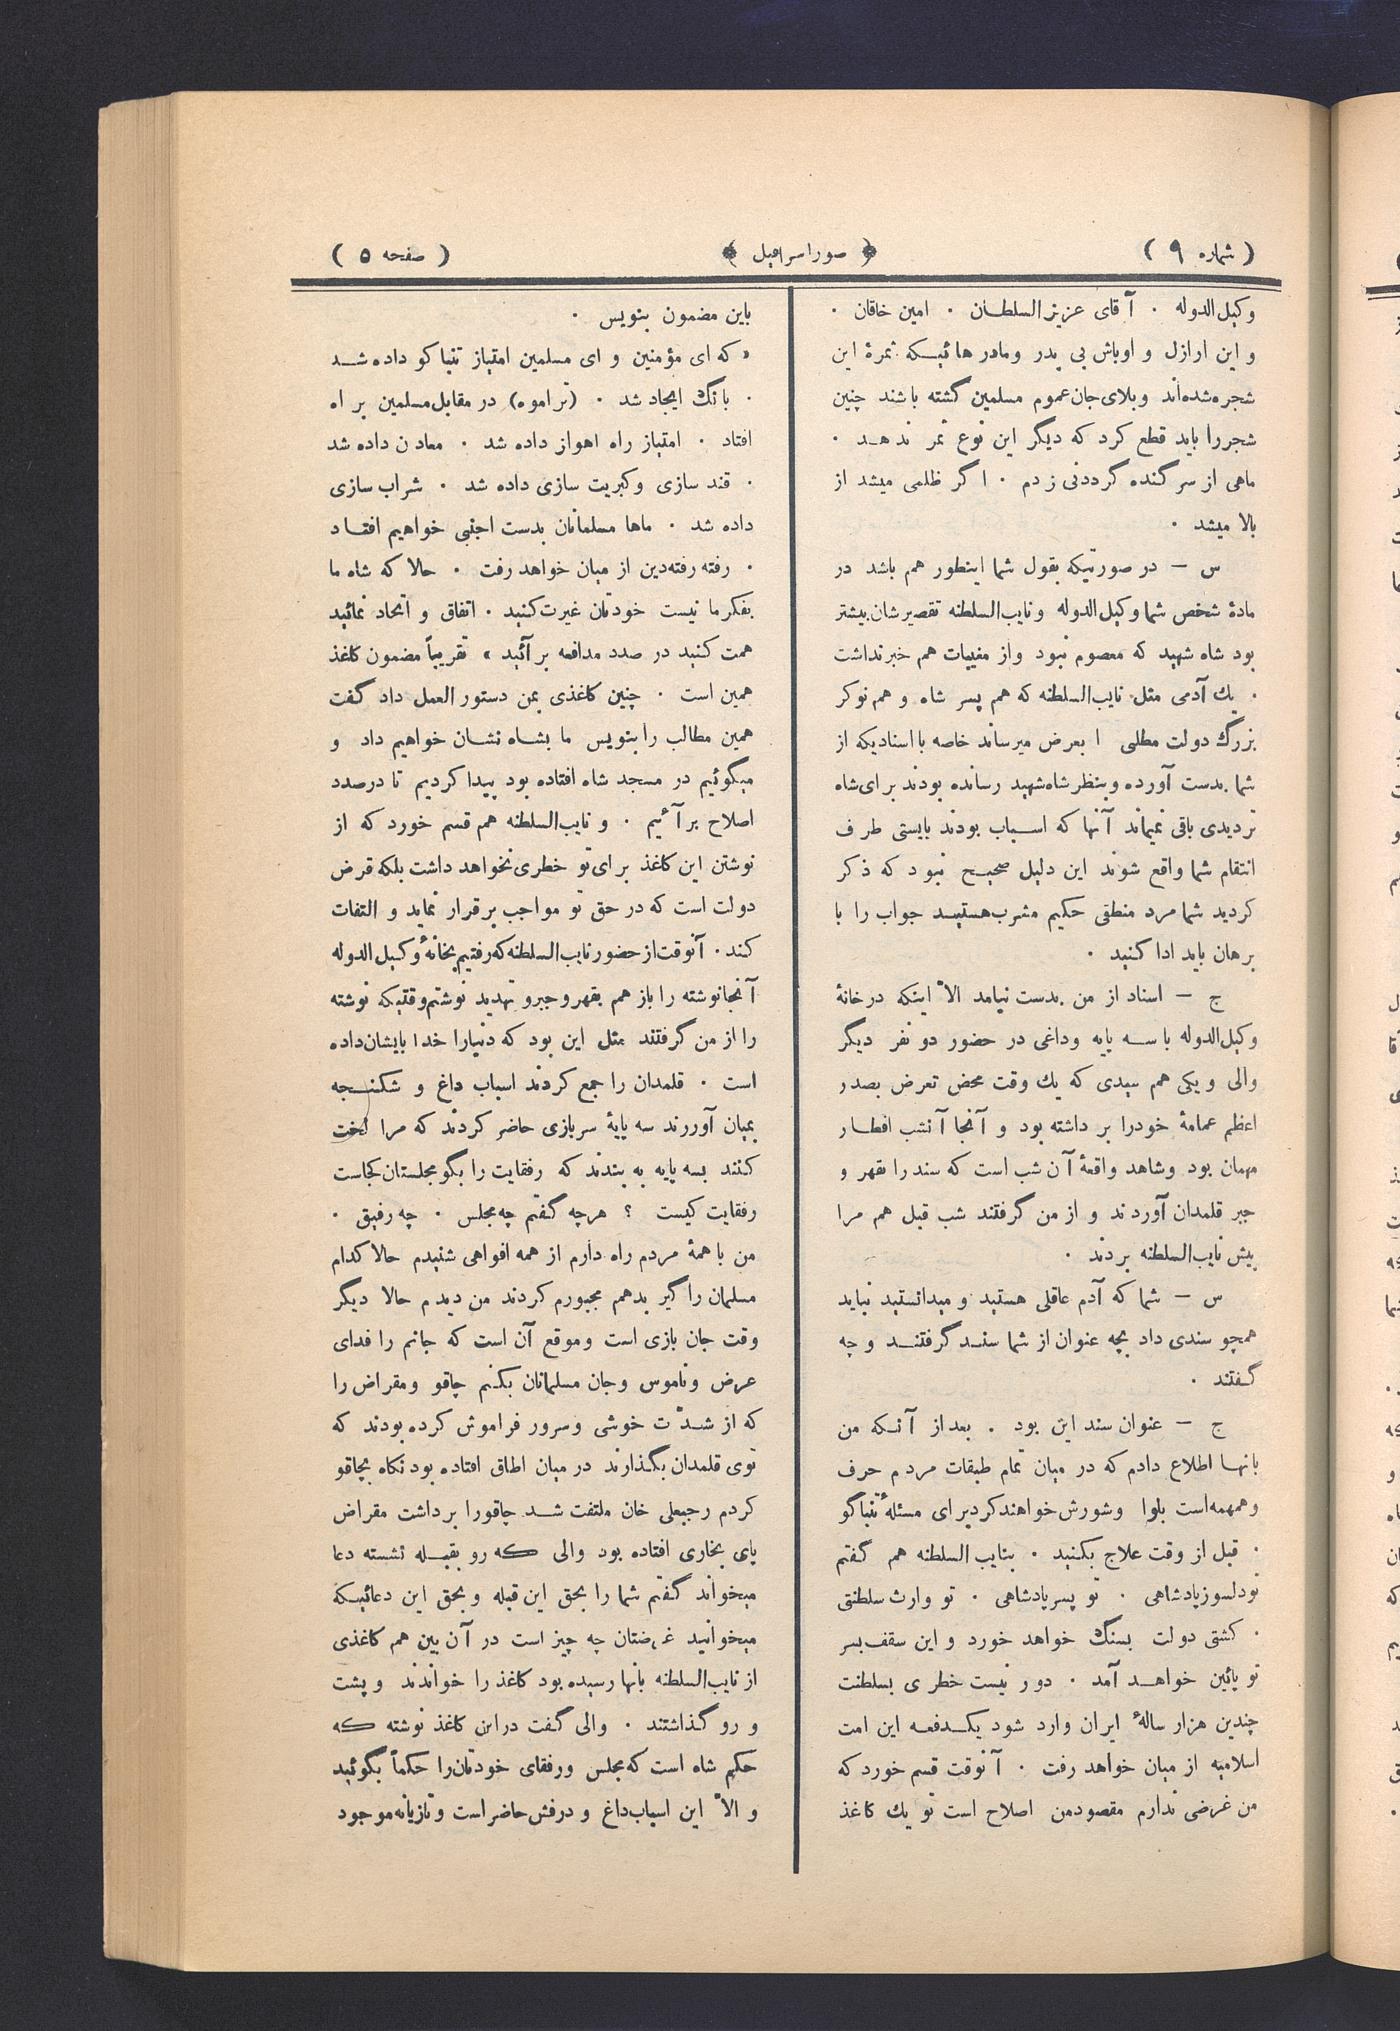 ( شماره ۹ )
صوراسرافیل
( صفحه ۵ )
وکیل‌الدوله . آقای عزیزالسلطان . امین خاقان .
و این ارازل و اوباش بی پدر ومادر هائیکه ثمرهٔ این
شجره‌شده‌اند وبلای‌جان‌عموم مسلمین گشته باشند چنین
شجررا باید قطع کرد که دیگر این نوع ثمر ندهد .
ماهی از سر گنده گرددنی زدم . اگر ظلمی میشد از
بالا میشد .
س — در صورتیکه بقول شما اینطور هم باشد در
مادهٔ شخص شما وکیل‌الدوله ونایب‌السلطنه تقصیرشان‌بیشتر
بود شاه شهید که معصوم نبود واز مغیبات هم خبرنداشت
. یك آدمی مثل نایب‌السلطنه که هم پسر شاه و هم نوکر
بزرگ دولت مطلی ا بعرض میرساند خاصه بااسنادیکه از
شما بدست آورده وبنظرشاه‌شهید رسانده بودند برای‌شاه
تردیدی باقی نمیماند آنها که اسباب بودند بایستی طرف
انتقام شما واقع شوند این دلیل صحیح نبود که ذکر
کردید شما مرد منطقی حکیم مشرب‌هستید جواب را با
برهان باید ادا کنید .
ج — اسناد از من بدست نیامد الاّ اینکه درخانهٔ
وکیل‌الدوله با سه پایه وداغی در حضور دو نفر دیگر
والی و یکی هم سیدی که یك وقت محض تعرض بصدر
اعظم عمامهٔ خودرا بر داشته بود و آنجا آنشب افطار
مهمان بود وشاهد واقعهٔ آن شب است که سند را بقهر و
جبر قلمدان آوردند و از من گرفتند شب قبل هم مرا
پیش نایب‌السلطنه بردند .
س — شما که آدم عاقلی هستید و میدانستید نباید
همچو سندی داد بچه عنوان از شما سند گرفتند و چه
گفتند .
ج — عنوان سند این بود . بعد از آنکه من
بانها اطلاع دادم که در میان تمام طبقات مردم حرف
وهمهمه‌است بلوا وشورش‌خواهندکردبرای مسئلهٔ تنباکو
. قبل از وقت علاج بکنید . بنایب السلطنه هم گفتم
تودلسوزپادشاهی . تو پسرپادشاهی . تو وارث سلطنتی
. کشتی دولت بسنگ خواهد خورد و این سقف‌بسر
تو پائین خواهد آمد . دور نیست خطری بسلطنت
چندین هزار سالهٔ ایران وارد شود یکدفعه این امت
اسلامیه از میان خواهد رفت . آنوقت قسم خورد که
من غرضی ندارم مقصودمن اصلاح است تو یك کاغذ
باین مضمون بنویس .
« که ای مؤمنین و ای مسلمین امتیاز تنباکو داده شد
. بانگ ایجاد شد . (تراموه) در مقابل‌مسلمین براه
افتاد . امتیاز راه اهواز داده شد . معادن داده شد
. قند سازی وکبریت سازی داده شد . شراب سازی
داده شد . ماها مسلمانان بدست اجنبی خواهیم افتاد
. رفته رفته‌دین از میان خواهد رفت . حالا که شاه ما
بفکرما نیست خودتان غیرت‌کنید . اتفاق و اتحاد نمائید
همت کنید در صدد مدافعه بر آئید » تقریباً مضمون کاغذ
همین است . چنین کاغذی بمن دستور العمل داد گفت
همین مطالب را بنویس ما بشاه نشان خواهیم داد و
میگوئیم در مسجد شاه افتاده بود پیدا کردیم تا درصدد
اصلاح بر آئیم . و نایب‌السلطنه هم قسم خورد که از
نوشتن این کاغذ برای‌تو خطری‌نخواهد داشت بلکه قرض
دولت است که در حق تو مواجب برقرار نماید و التفات
کند . آنوقت‌ازحضورنایب‌السلطنه‌که‌رفتیم‌بخانهٔ وکیل‌الدوله
آنجانوشته را باز هم بقهروجبرو تهدید نوشتم‌وقتیکه نوشته
را از من گرفتند مثل این بود که دنیارا خدا بایشان‌داده
است . قلمدان را جمع کردند اسباب داغ و شکنجه
بمیان آوررند سه پایهٔ سربازی حاضر کردند که مرا لخت
کنند بسه پایه به بندند که رفقایت را بگو مجلستان‌کجاست
رفقایت کیست ؟ هرچه گفتم چه‌مجلس . چه رفیق .
من با همهٔ مردم راه دارم از همه افواهی شنیدم حالا کدام
مسلمان را گیر بدهم مجبورم کردند من دیدم حالا دیگر
وقت جان بازی است وموقع آن است که جانم را فدای
عرض وناموس وجان مسلمانان بکنم چاقو ومقراض را
که از شدّت خوشی وسرور فراموش کرده بودند که
توی قلمدان بگذارند در میان اطاق افتاده بود نکاه بچاقو
کردم رجبعلی خان ملتفت شد چاقورا برداشت مقراض
پای بخاری افتاده بود والی که رو بقبله نشسته دعا
میخواند گفتم شما را بحق این قبله و بحق این دعائیکه
میخوانید غرضتان چه چیز است در آن بین هم کاغذی
از نایب‌السلطنه بآنها رسیده بود کاغذ را خواندند و پشت
و رو گذاشتند . والی گفت دراین کاغذ نوشته که
حکم شاه است که‌مجلس ورفقای خودتان‌را حکماً بگوئید
و الاّ این اسباب‌داغ و درفش‌حاضراست و تازیانه‌موجود